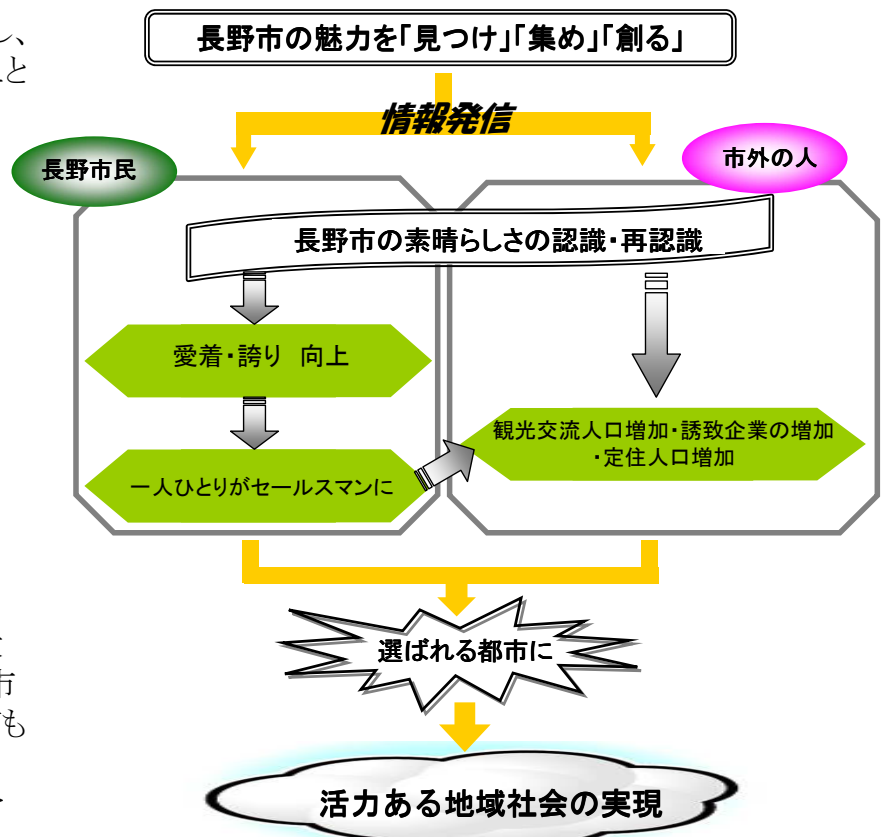 長野市の魅力を「見つけ」「集め」「創る」
情報発信
長野市民
市外の人
長野市の素晴らしさの認識・再認識
愛着・誇り　向上
一人ひとりがセールスマンに
観光交流人口増加・誘致企業の増加
・定住人口増加
選ばれる都市に
活力ある地域社会の実現
し、
と
市
も